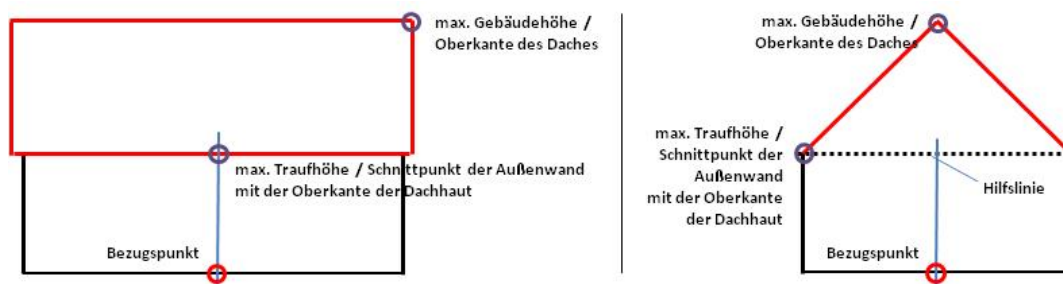 max. Gebäudehöhe /
Oberkante des Daches
max. Traufhöhe / Schnittpunkt der Außenwand
mit der Oberkante der Dachhaut
Bezugspunkt
max. Gebäudehöhe /
Oberkante des Daches
max. Traufhöhe /
Schnittpunkt der
Außenwand
mit der Oberkante
der Dachhaut
Hilfslinie
Bezugspunkt